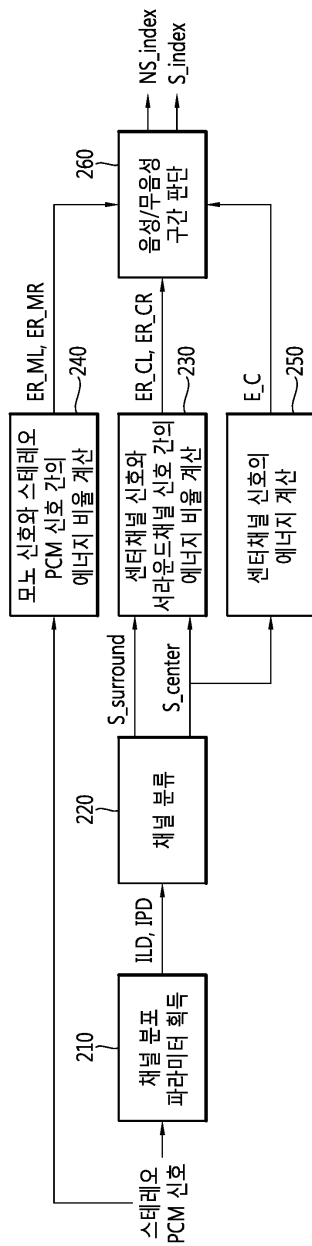 스테레오
PCM 신호
210
채널 분포
파라미터 획득
ILD, IPD
220
채널 분류
S_surround
S_center
모노 신호와 스테레오
PCM 신호 간의
에너지 비율 계산
240
센터채널 신호와
서라운드채널 신호 간의
에너지 비율 계산
230
센터채널 신호의
에너지 계산
250
ER_ML, ER_MR
ER_CL, ER_CR
E_C
260
음성/무음성
구간 판단
NS_index
S_index